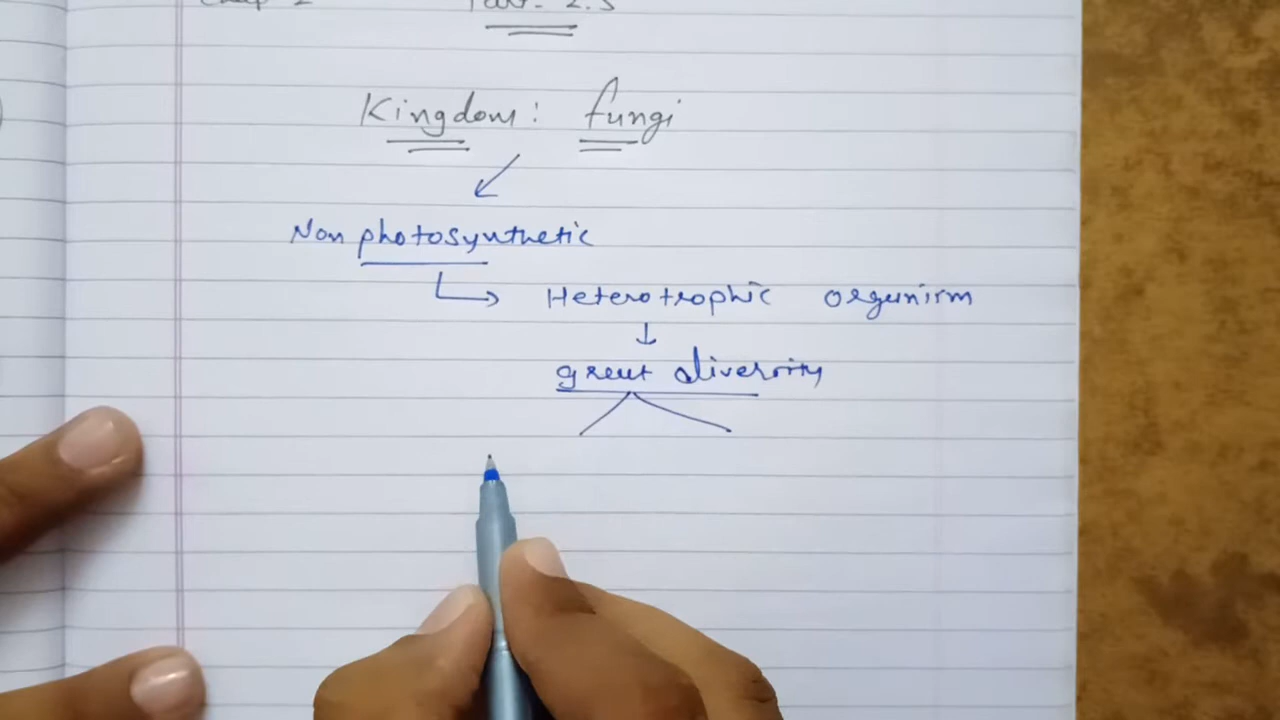 Kingdom: fungi
Non photosynthetic
Heterotrophic organism
great diversity